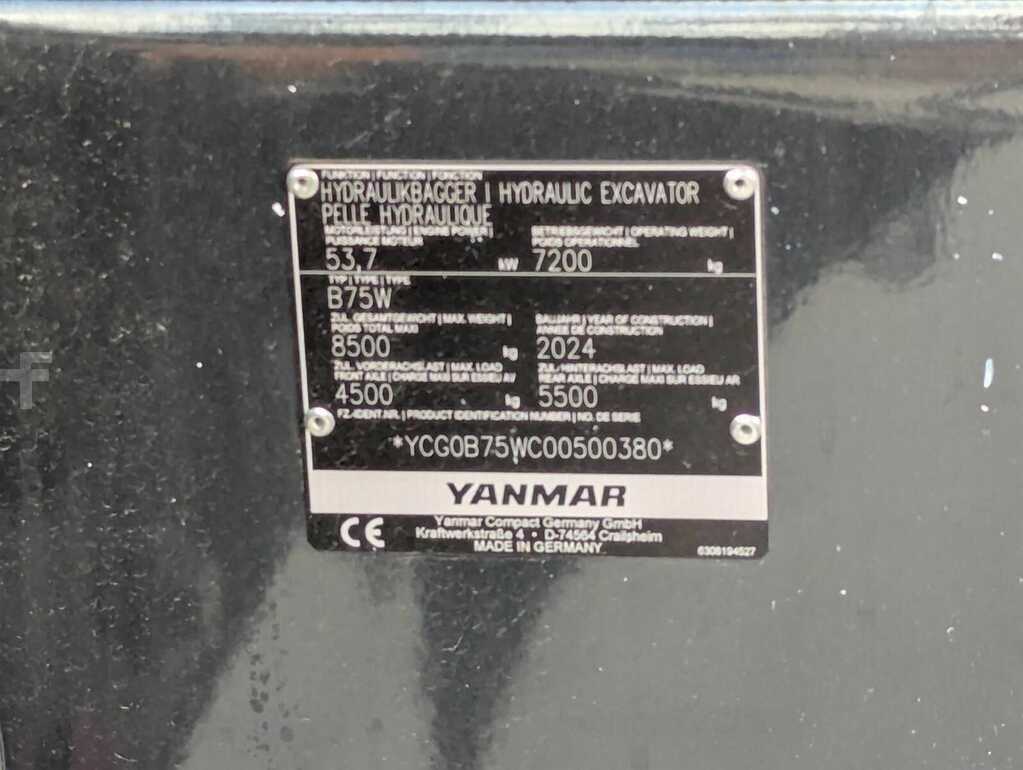 FUNKTION | FUNCTION | FONCTION
HYDRAULIKBAGGER | HYDRAULIC EXCAVATOR
PELLE HYDRAULIQUE
MOTORLEISTUNG | ENGINE POWER | BETRIEBSGEWICHT | OPERATING WEIGHT |
PUISSANCE MOTEUR POIDS OPERATIONNEL
53,7 kW 7200 kg
TYP | TYPE | TYPE
B75W
ZUL. GESAMTGEWICHT | MAX. WEIGHT | BAUJAHR | YEAR OF CONSTRUCTION |
POIDS TOTAL MAXI ANNEE DE CONSTRUCTION
8500 kg 2024
ZUL. VORDERACHSLAST | MAX. LOAD ZUL. HINTERACHSLAST | MAX. LOAD
FRONT AXLE | CHARGE MAXI SUR ESSIEU AV REAR AXLE | CHARGE MAXI SUR ESSIEU AR
4500 kg 5500 kg
FZ.-IDENT.NR. | PRODUCT IDENTIFICATION NUMBER | NO. DE SERIE
*YCG0B75WC00500380*
YANMAR
CE Yanmar Compact Germany GmbH
Kraftwerkstraße 4 • D-74564 Crailsheim
MADE IN GERMANY 6308194527